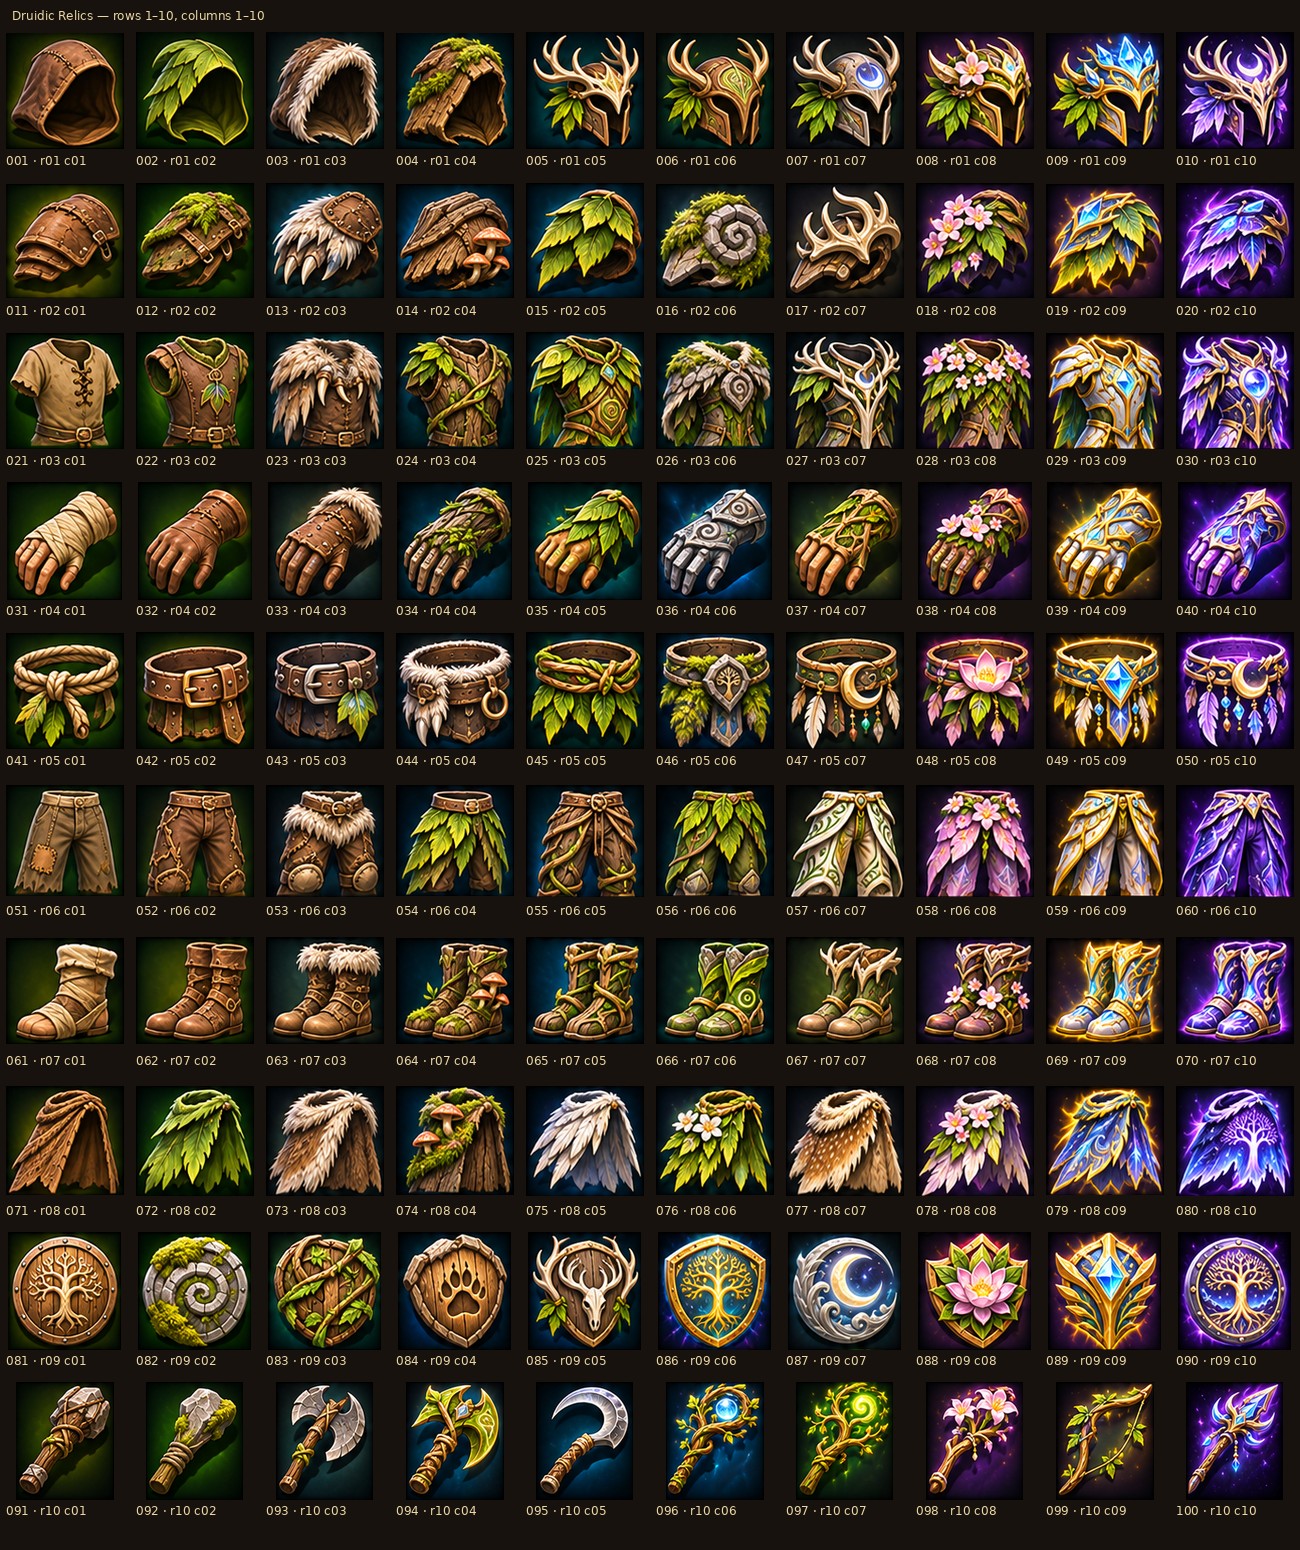 Druidic Relics — rows 1–10, columns 1–10
001 · r01 c01 002 · r01 c02 003 · r01 c03 004 · r01 c04 005 · r01 c05 006 · r01 c06 007 · r01 c07 008 · r01 c08 009 · r01 c09 010 · r01 c10
011 · r02 c01 012 · r02 c02 013 · r02 c03 014 · r02 c04 015 · r02 c05 016 · r02 c06 017 · r02 c07 018 · r02 c08 019 · r02 c09 020 · r02 c10
021 · r03 c01 022 · r03 c02 023 · r03 c03 024 · r03 c04 025 · r03 c05 026 · r03 c06 027 · r03 c07 028 · r03 c08 029 · r03 c09 030 · r03 c10
031 · r04 c01 032 · r04 c02 033 · r04 c03 034 · r04 c04 035 · r04 c05 036 · r04 c06 037 · r04 c07 038 · r04 c08 039 · r04 c09 040 · r04 c10
041 · r05 c01 042 · r05 c02 043 · r05 c03 044 · r05 c04 045 · r05 c05 046 · r05 c06 047 · r05 c07 048 · r05 c08 049 · r05 c09 050 · r05 c10
051 · r06 c01 052 · r06 c02 053 · r06 c03 054 · r06 c04 055 · r06 c05 056 · r06 c06 057 · r06 c07 058 · r06 c08 059 · r06 c09 060 · r06 c10
061 · r07 c01 062 · r07 c02 063 · r07 c03 064 · r07 c04 065 · r07 c05 066 · r07 c06 067 · r07 c07 068 · r07 c08 069 · r07 c09 070 · r07 c10
071 · r08 c01 072 · r08 c02 073 · r08 c03 074 · r08 c04 075 · r08 c05 076 · r08 c06 077 · r08 c07 078 · r08 c08 079 · r08 c09 080 · r08 c10
081 · r09 c01 082 · r09 c02 083 · r09 c03 084 · r09 c04 085 · r09 c05 086 · r09 c06 087 · r09 c07 088 · r09 c08 089 · r09 c09 090 · r09 c10
091 · r10 c01 092 · r10 c02 093 · r10 c03 094 · r10 c04 095 · r10 c05 096 · r10 c06 097 · r10 c07 098 · r10 c08 099 · r10 c09 100 · r10 c10